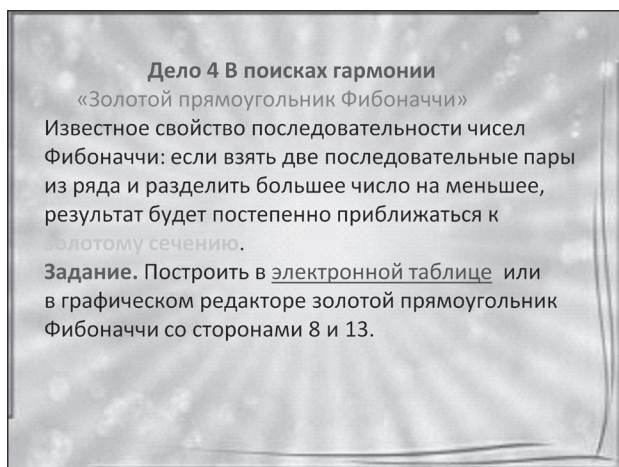 Дело 4 В поисках гармонии
«Золотой прямоугольник Фибоначчи»
Известное свойство последовательности чисел
Фибоначчи: если взять две последовательные пары
из ряда и разделить большее число на меньшее,
результат будет постепенно приближаться к
золотому сечению.
Задание. Построить в электронной таблице или
в графическом редакторе золотой прямоугольник
Фибоначчи со сторонами 8 и 13.